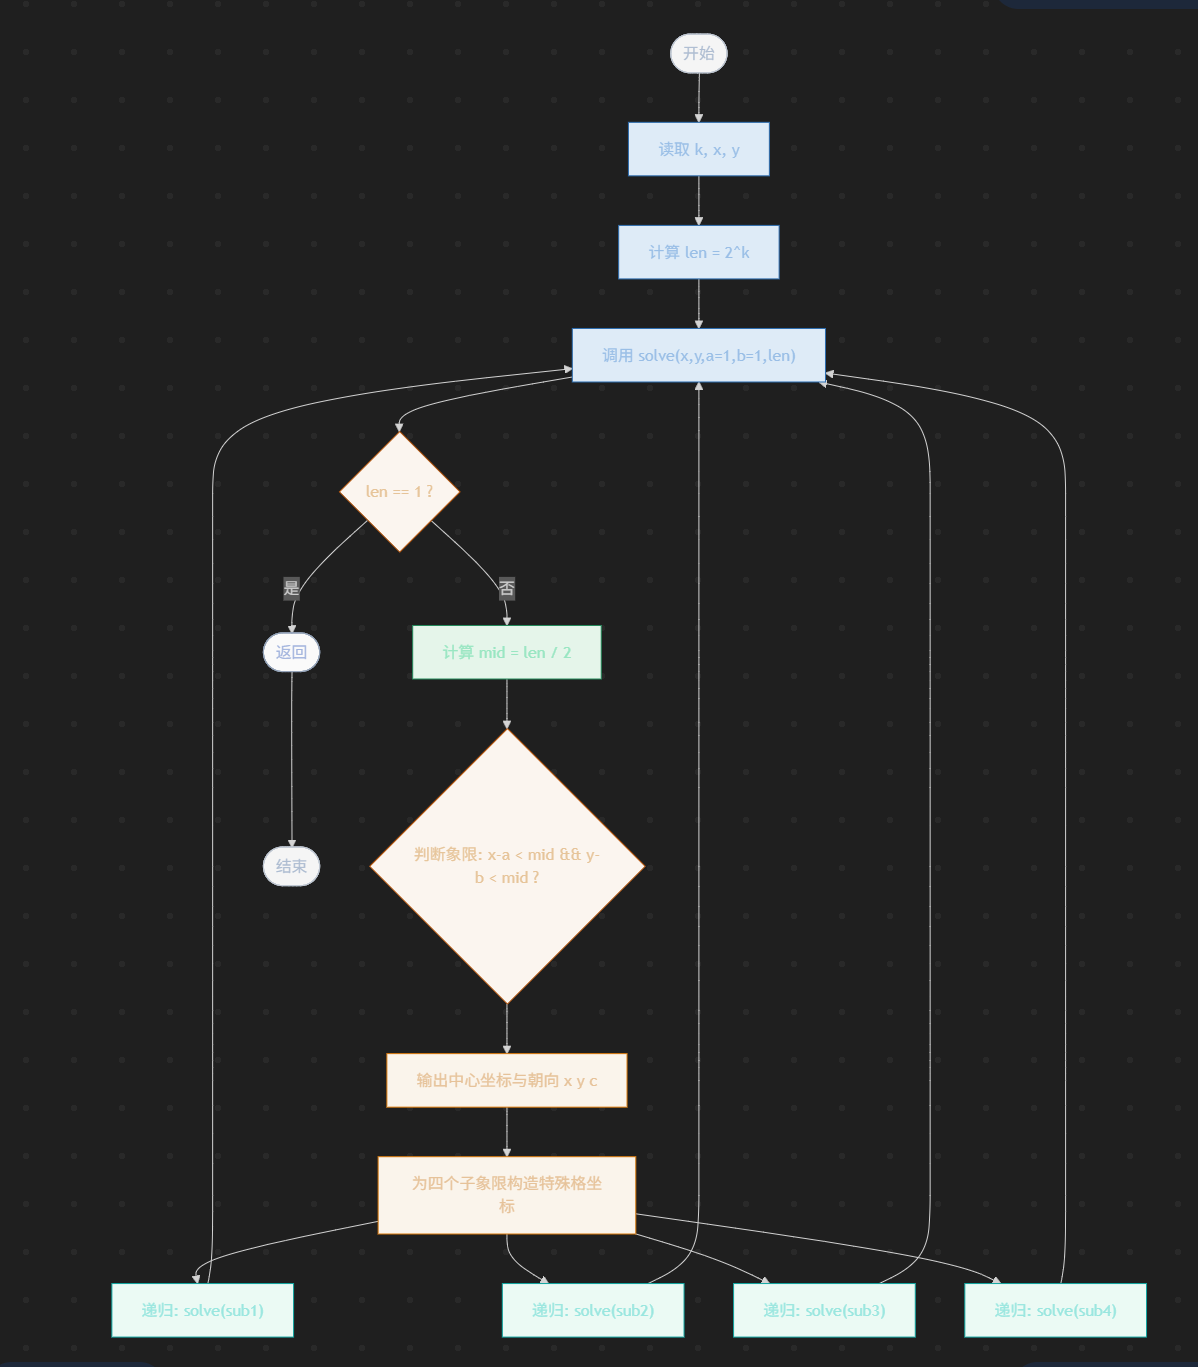 开始
读取 k, x, y
计算 len = 2^k
调用 solve(x,y,a=1,b=1,len)
len == 1 ?
是
否
返回
计算 mid = len / 2
判断象限: x-a < mid && y-
b < mid ?
结束
输出中心坐标与朝向 x y c
为四个子象限构造特殊格坐
标
递归: solve(sub1)
递归: solve(sub2)
递归: solve(sub3)
递归: solve(sub4)